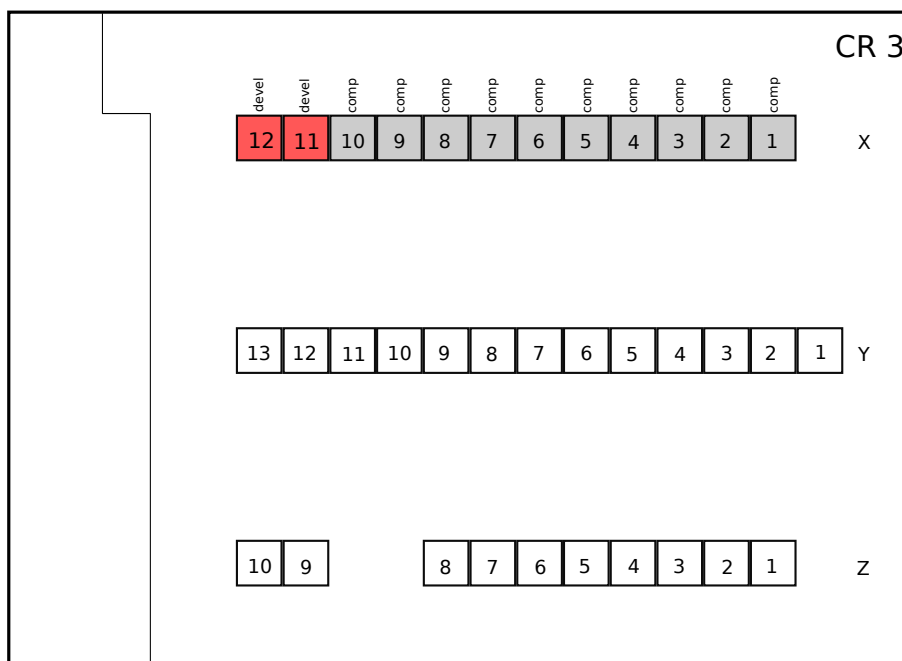 CR 3
devel devel comp comp comp comp comp comp comp comp comp comp
12 11 10 9 8 7 6 5 4 3 2 1 X
13 12 11 10 9 8 7 6 5 4 3 2 1 Y
10 9 8 7 6 5 4 3 2 1 Z